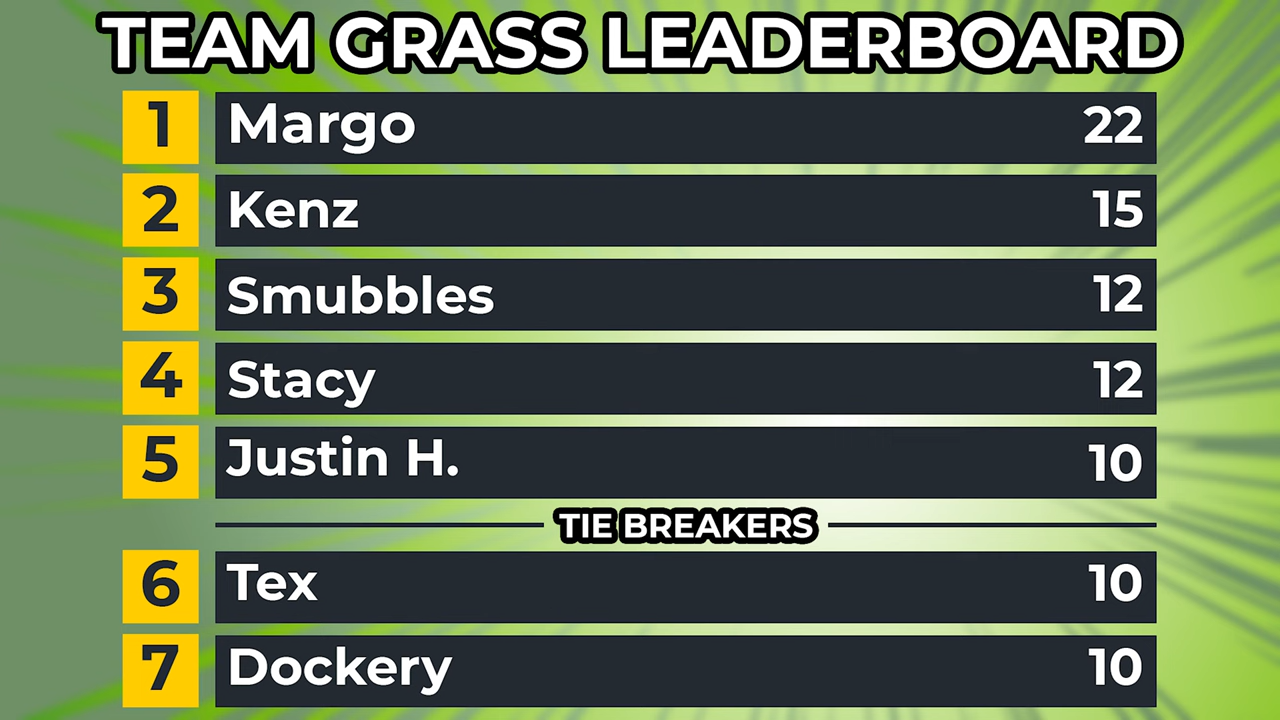 TEAM GRASS LEADERBOARD
1 Margo 22
2 Kenz 15
3 Smubbles 12
4 Stacy 12
5 Justin H. 10
TIE BREAKERS
6 Tex 10
7 Dockery 10